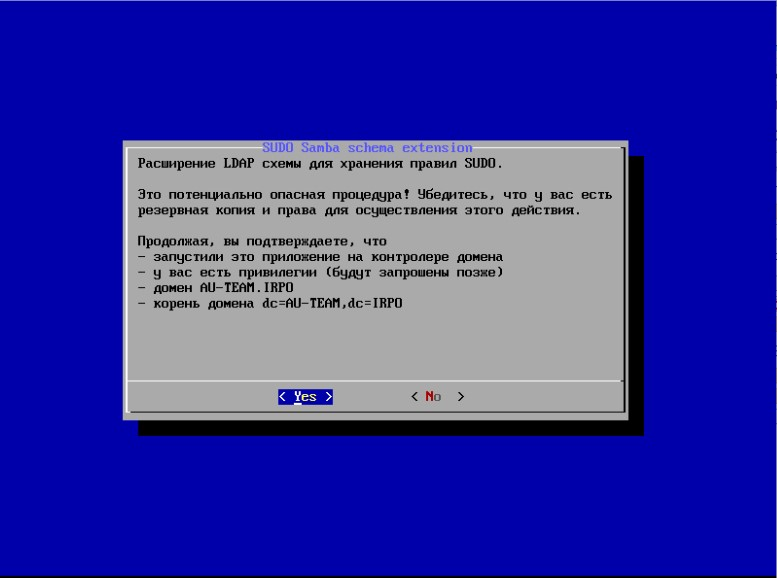 SUDO Samba schema extension
Расширение LDAP схемы для хранения правил SUDO.
Это потенциально опасная процедура! Убедитесь, что у вас есть
резервная копия и права для осуществления этого действия.
Продолжая, вы подтверждаете, что
- запустили это приложение на контролере домена
- у вас есть привилегии (будут запрошены позже)
- домен AU-TEAM.IRPO
- корень домена dc=AU-TEAM,dc=IRPO
< Yes > < No >